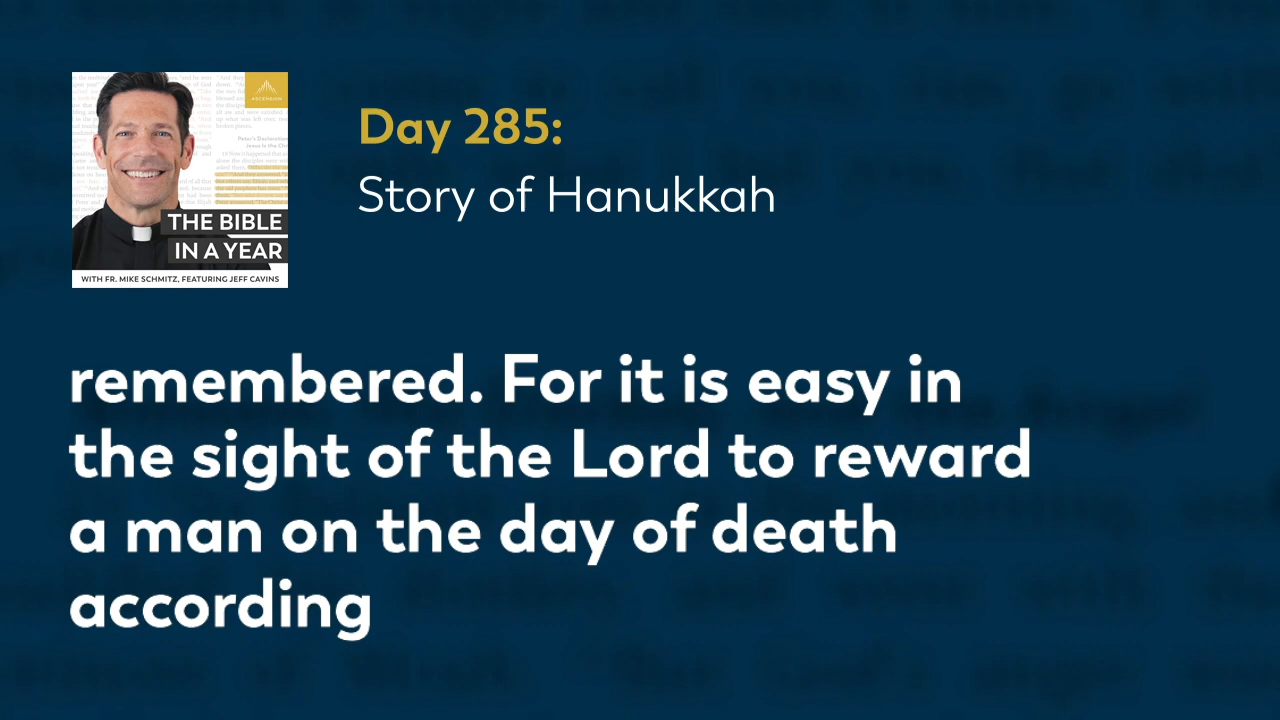 ASCENSION
THE BIBLE
IN A YEAR
WITH FR. MIKE SCHMITZ, FEATURING JEFF CAVINS
Day 285:
Story of Hanukkah
remembered. For it is easy in
the sight of the Lord to reward
a man on the day of death
according